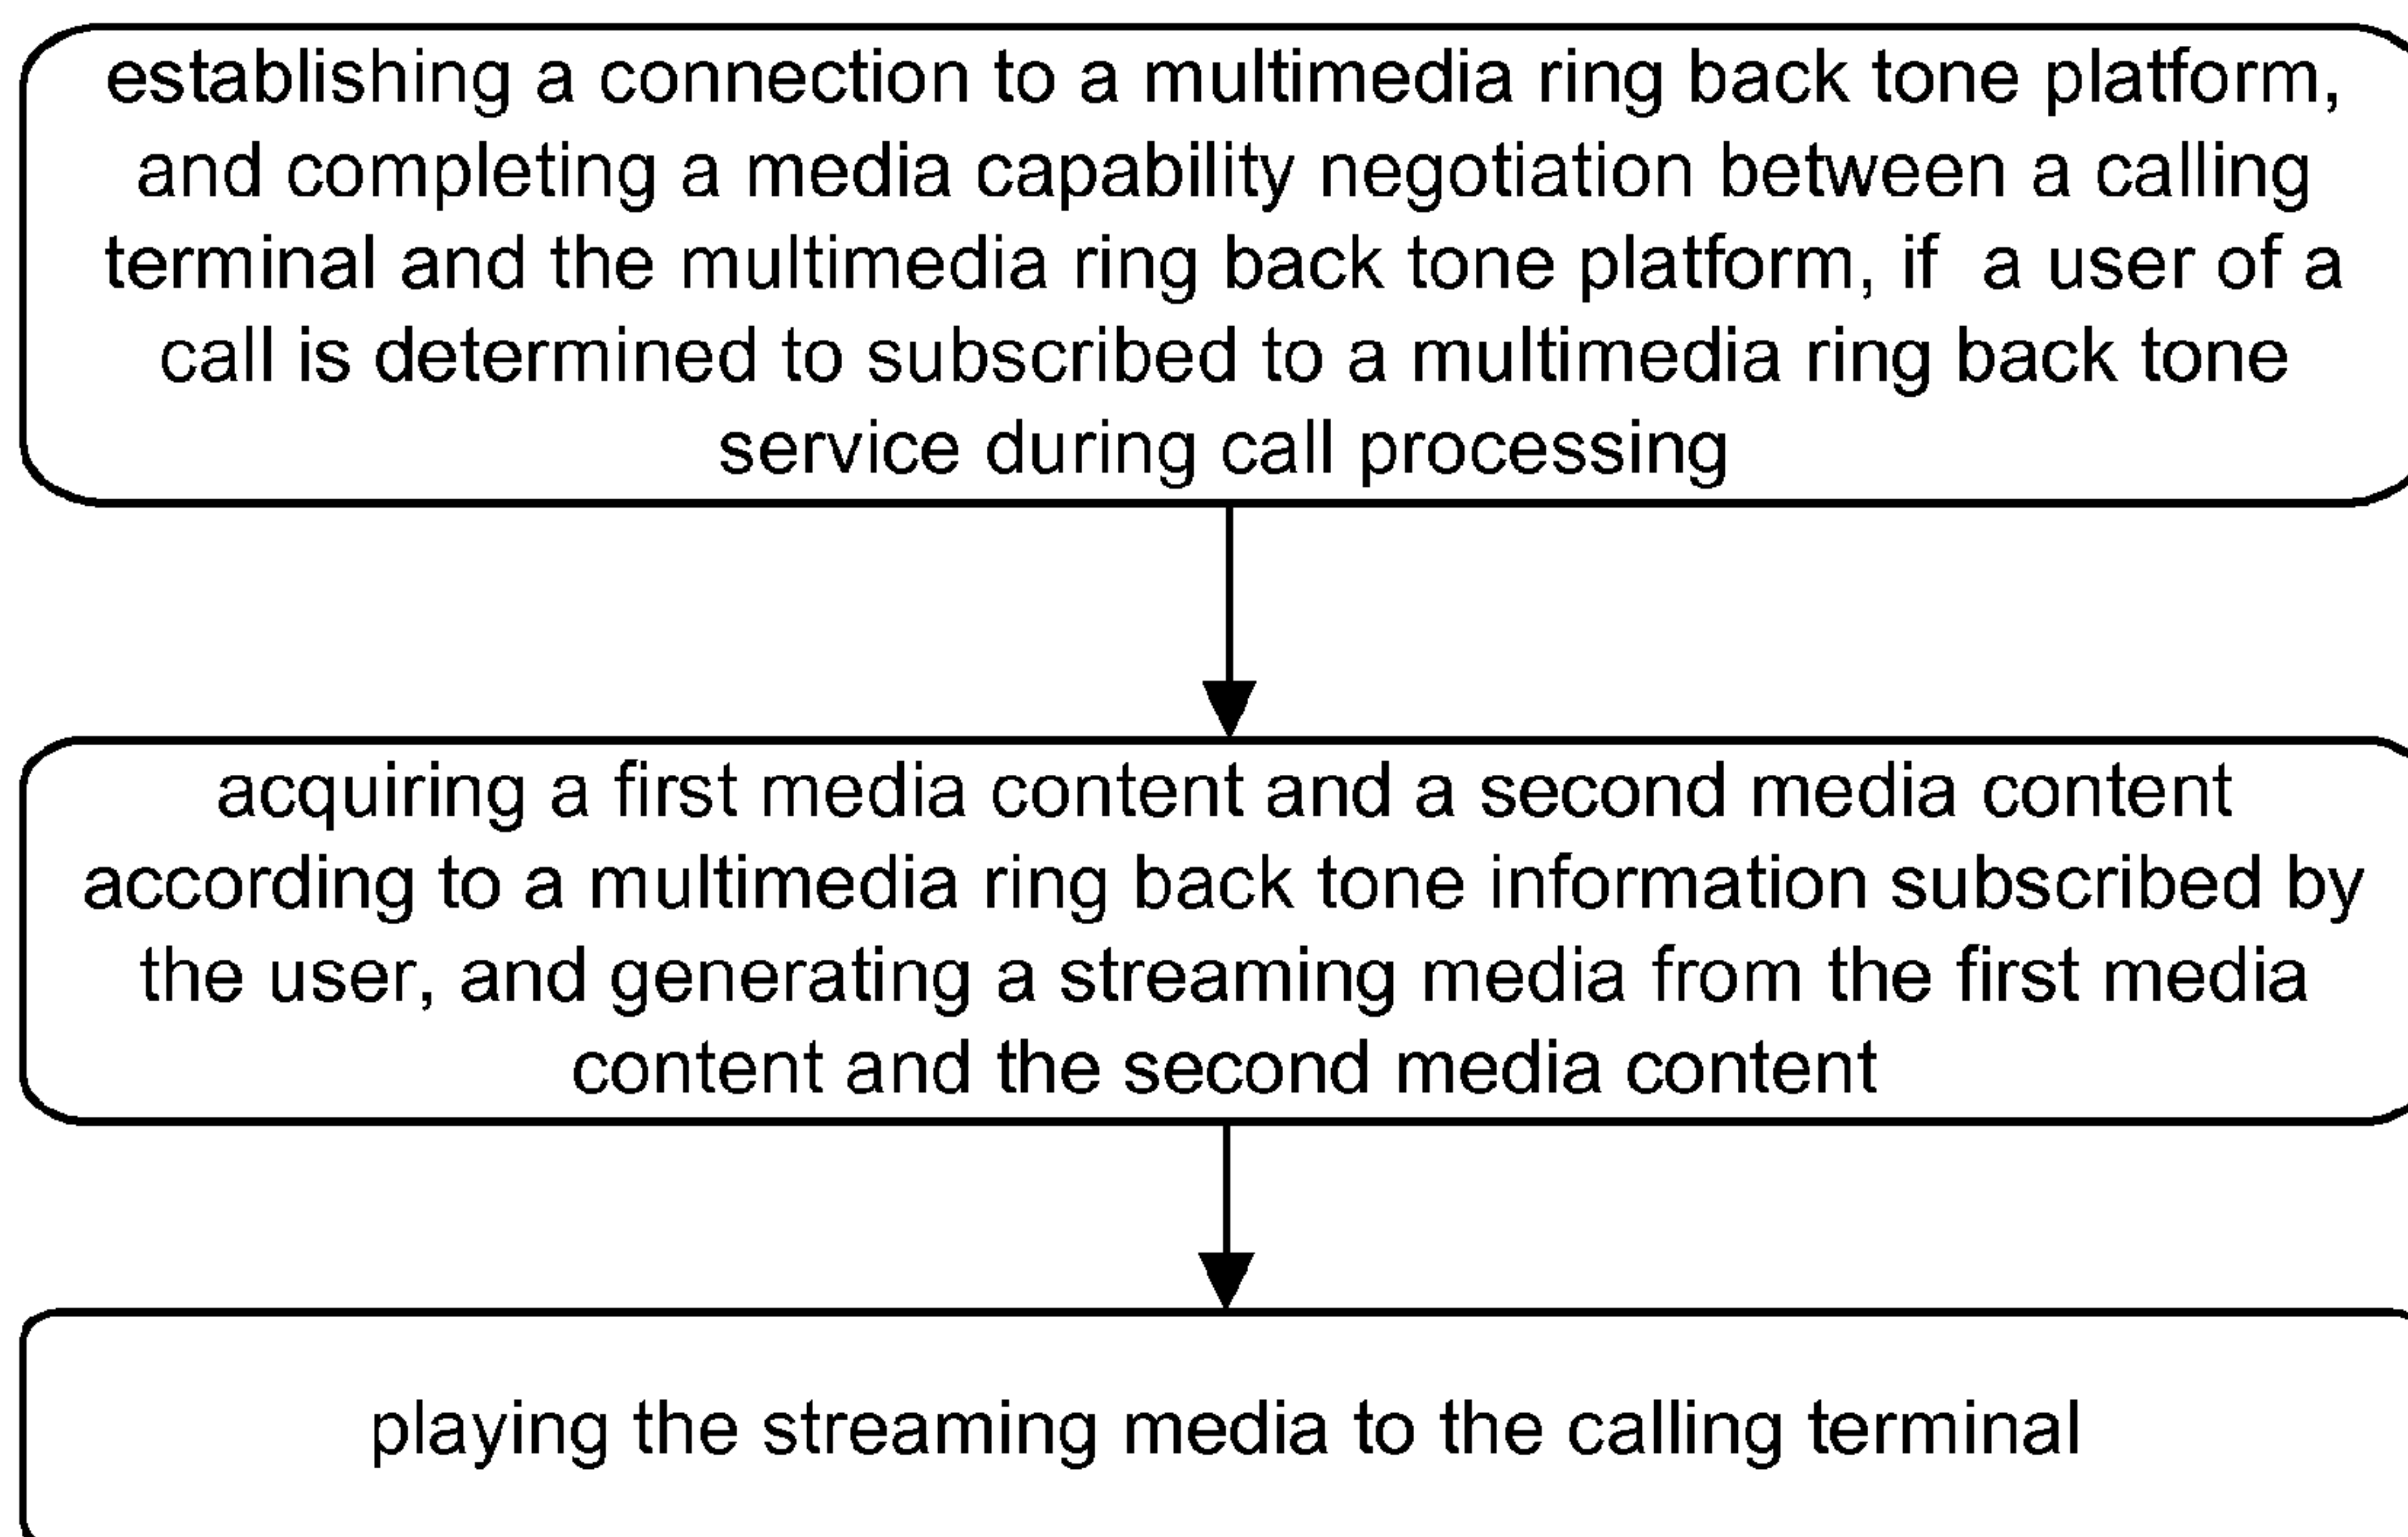 establishing a connection to a multimedia ring back tone platform,
and completing a media capability negotiation between a calling
terminal and the multimedia ring back tone platform, if a user of a
call is determined to subscribed to a multimedia ring back tone
service during call processing
acquiring a first media content and a second media content
according to a multimedia ring back tone information subscribed by
the user, and generating a streaming media from the first media
content and the second media content
playing the streaming media to the calling terminal